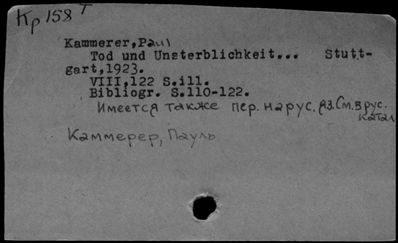 Кр 158 T
Kammerer,Paul
Tod und Unsterblichkeit... Stutt-
gart,1923.
VIII,122 S.ill.
Bibliogr. S.110-122.
Имеется также пер. на рус. яз. См. в рус.
катал
Каммерер, Пауль